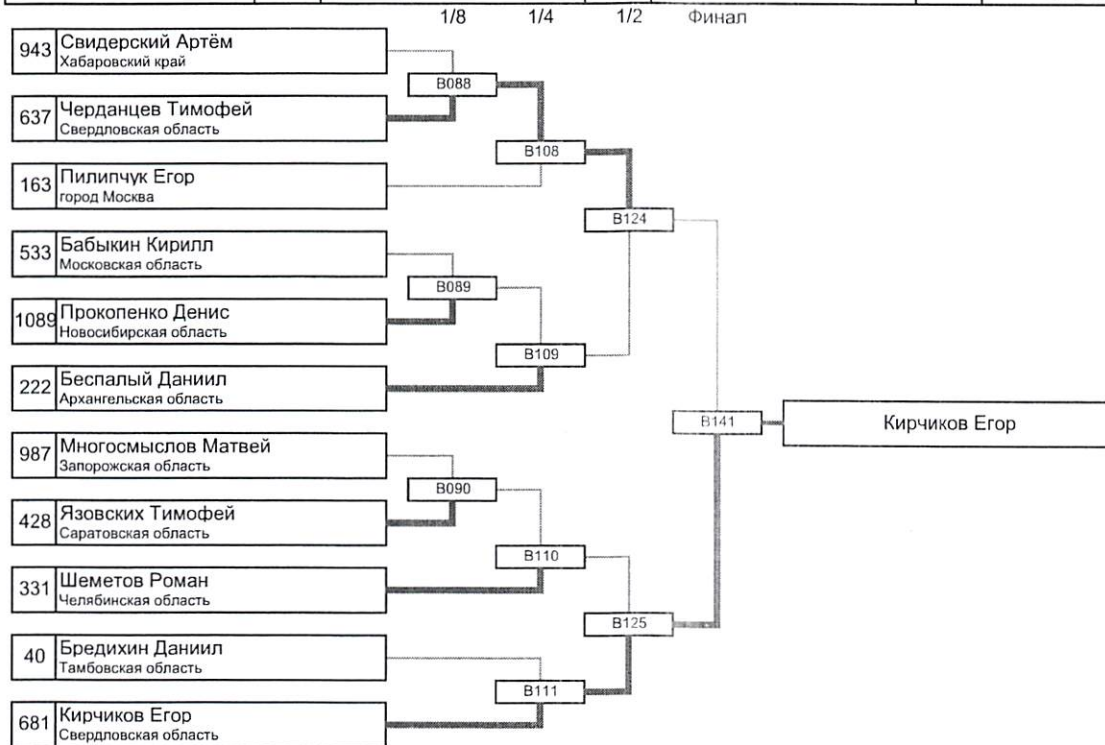 1/8 1/4 1/2 Финал
943 Свидерский Артём
Хабаровский край
B088
637 Черданцев Тимофей
Свердловская область
B108
163 Пилипчук Егор
город Москва
B124
533 Бабыкин Кирилл
Московская область
B089
1089 Прокопенко Денис
Новосибирская область
B109
222 Беспалый Даниил
Архангельская область
B141 Кирчиков Егор
987 Многосмыслов Матвей
Запорожская область
B090
428 Язовских Тимофей
Саратовская область
B110
331 Шеметов Роман
Челябинская область
B125
40 Бредихин Даниил
Тамбовская область
B111
681 Кирчиков Егор
Свердловская область